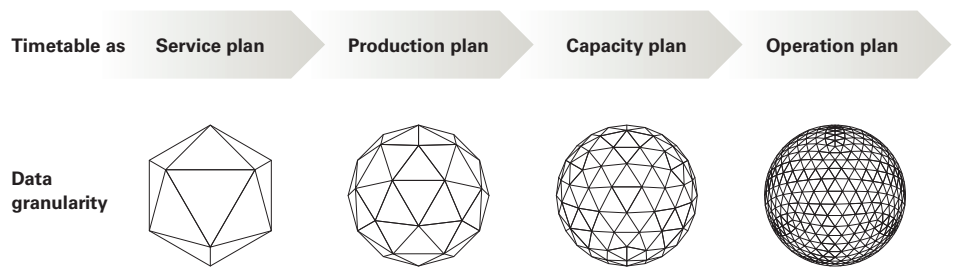 Timetable as Service plan Production plan Capacity plan Operation plan
Data
granularity